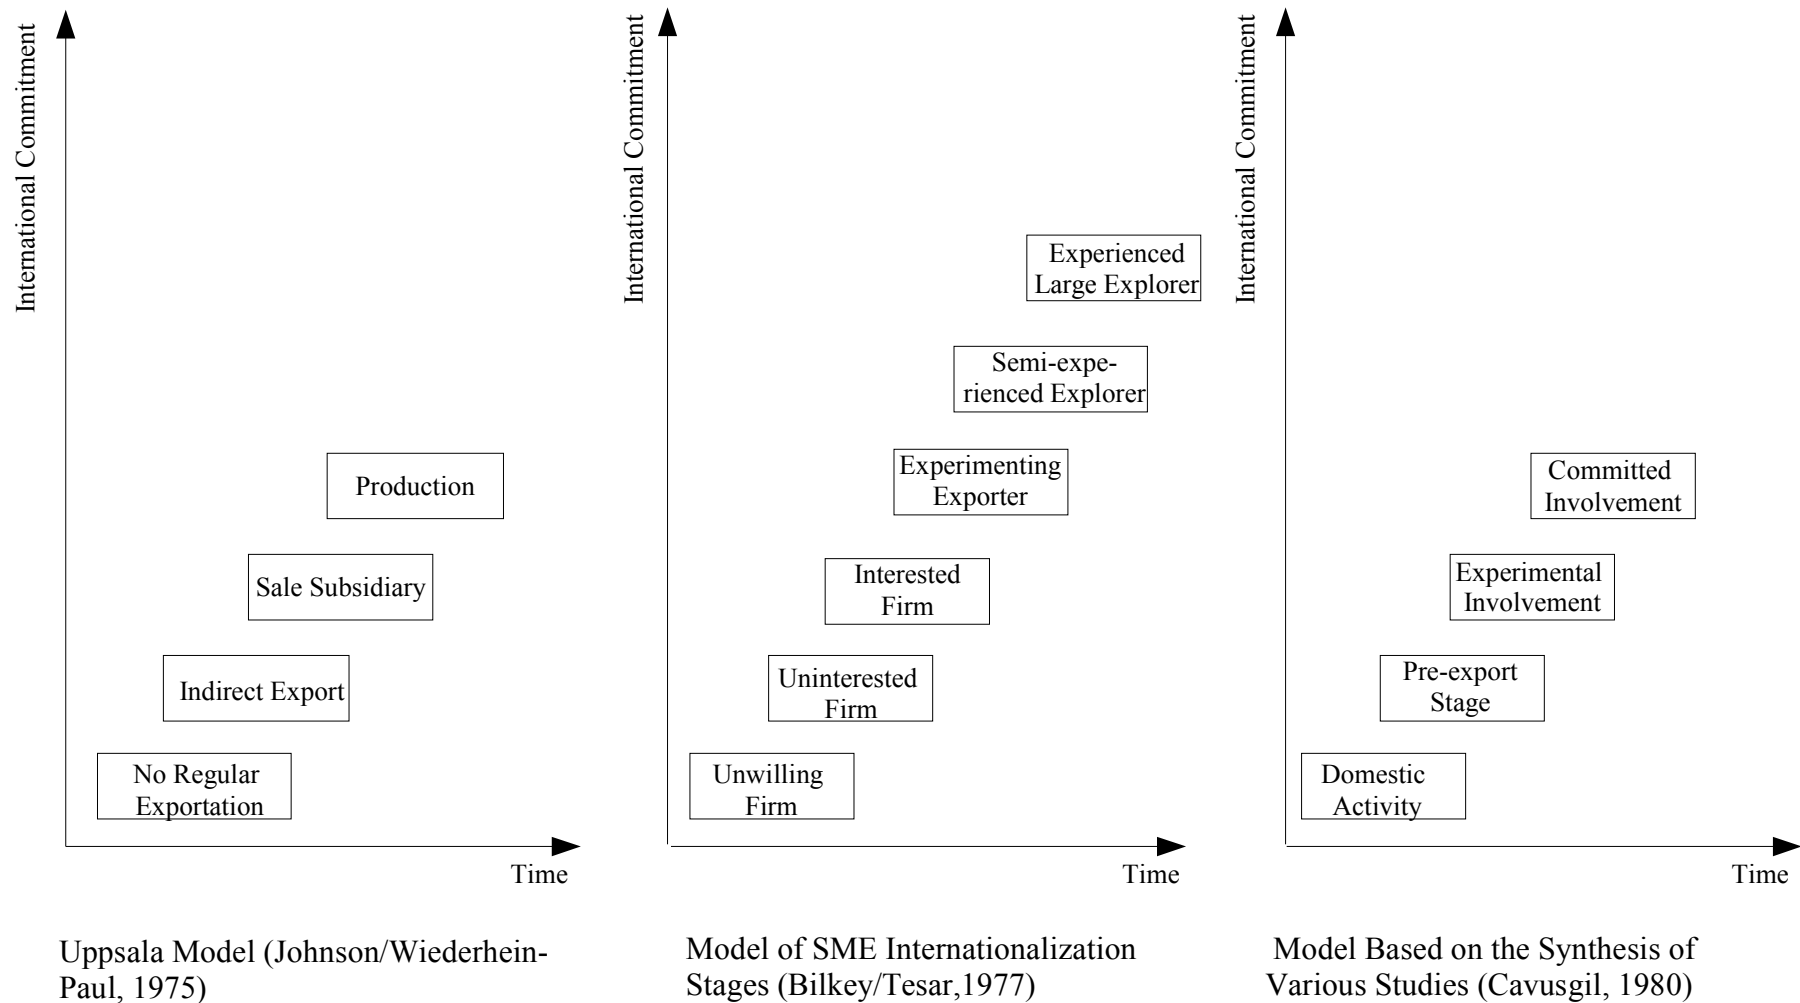 International Commitment
Production
Sale Subsidiary
Indirect Export
No Regular
Exportation
Time
Uppsala Model (Johnson/Wiederhein-
Paul, 1975)
International Commitment
Experienced
Large Explorer
Semi-expe-
rienced Explorer
Experimenting
Exporter
Interested
Firm
Uninterested
Firm
Unwilling
Firm
Time
Model of SME Internationalization
Stages (Bilkey/Tesar,1977)
International Commitment
Committed
Involvement
Experimental
Involvement
Pre-export
Stage
Domestic
Activity
Time
Model Based on the Synthesis of
Various Studies (Cavusgil, 1980)